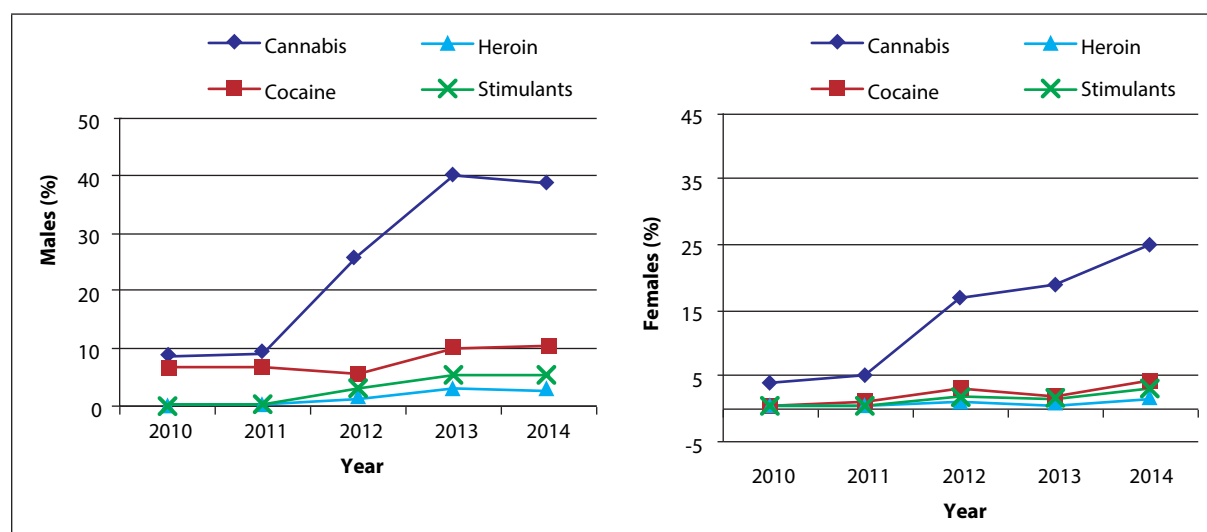 Cannabis
Heroin
Cocaine
Stimulants
50
40
30
20
10
0
Males (%)
2010 2011 2012 2013 2014
Year
Cannabis
Heroin
Cocaine
Stimulants
45
35
25
15
5
-5
Females (%)
2010 2011 2012 2013 2014
Year